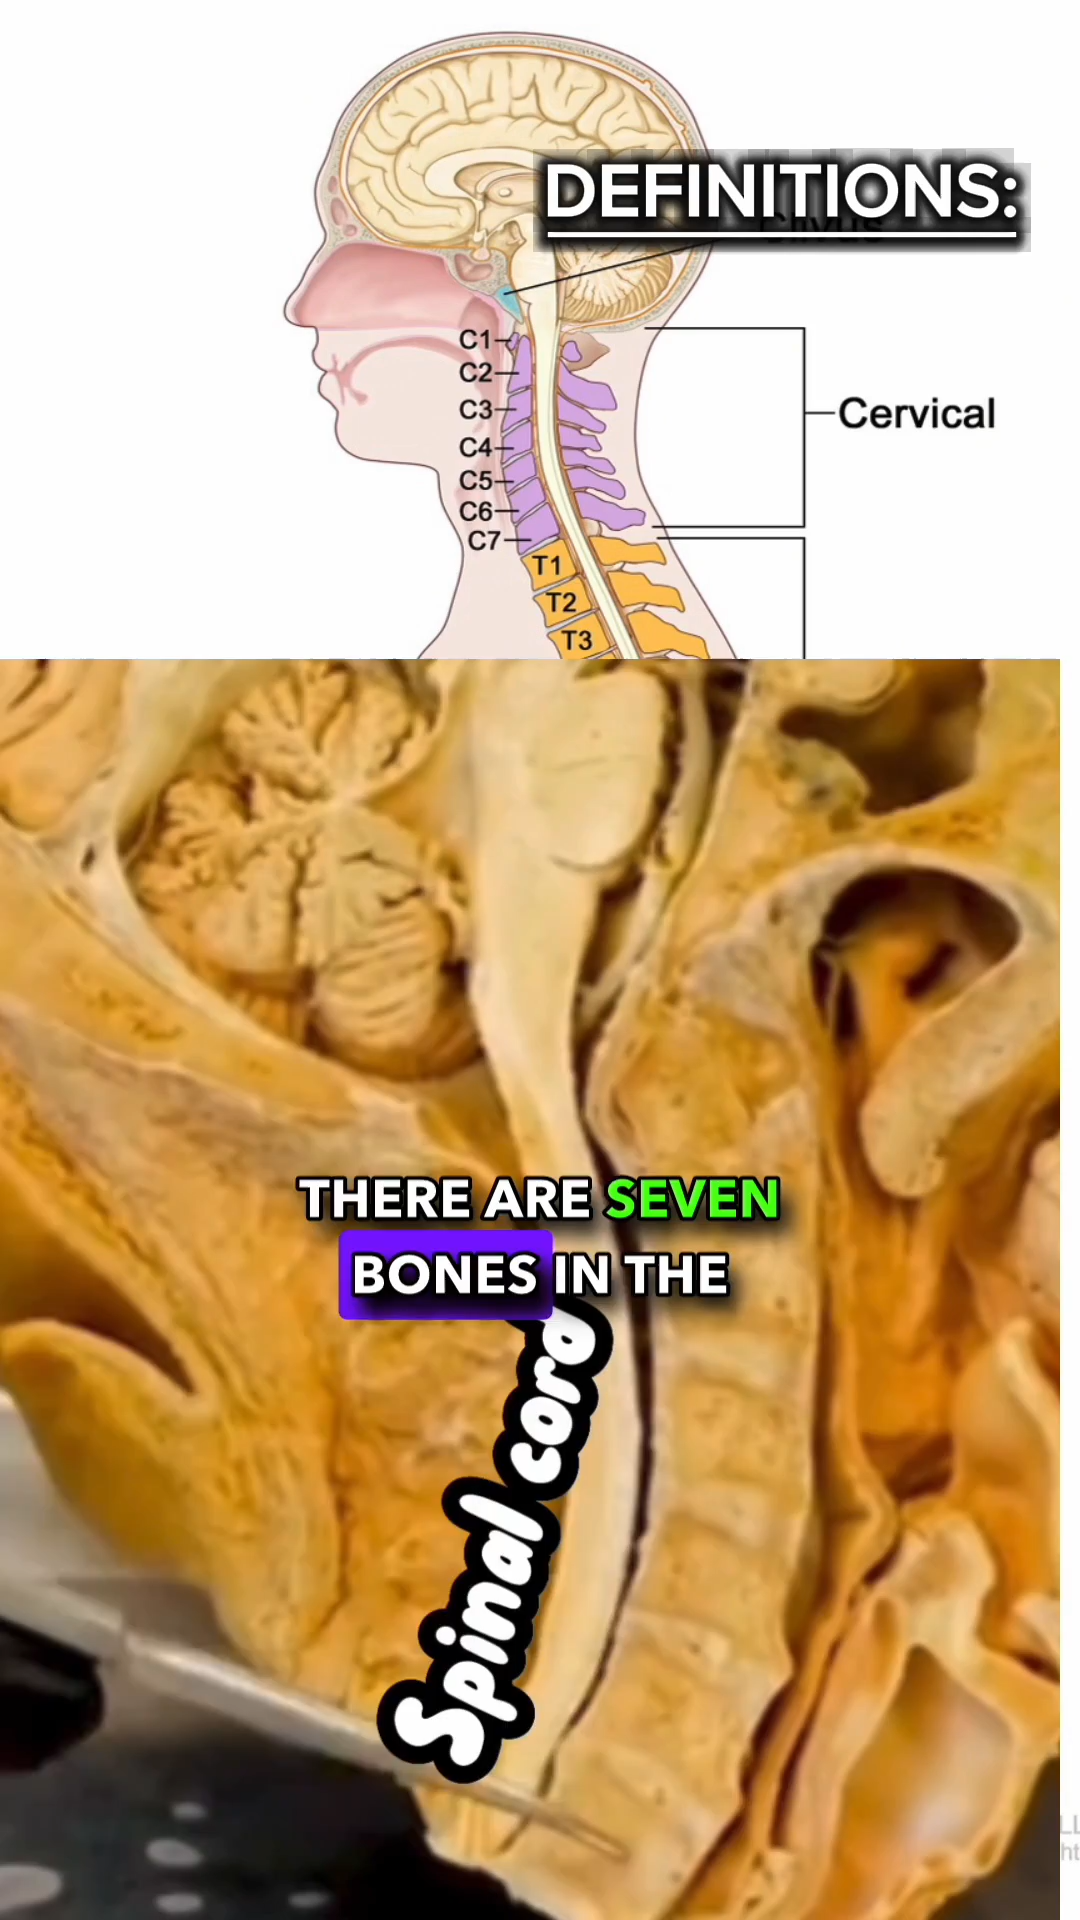 DEFINITIONS:
Clivus
C1
C2
C3
C4
C5
C6
C7
Cervical
T1
T2
T3
THERE ARE SEVEN
BONES IN THE
Spinal cord